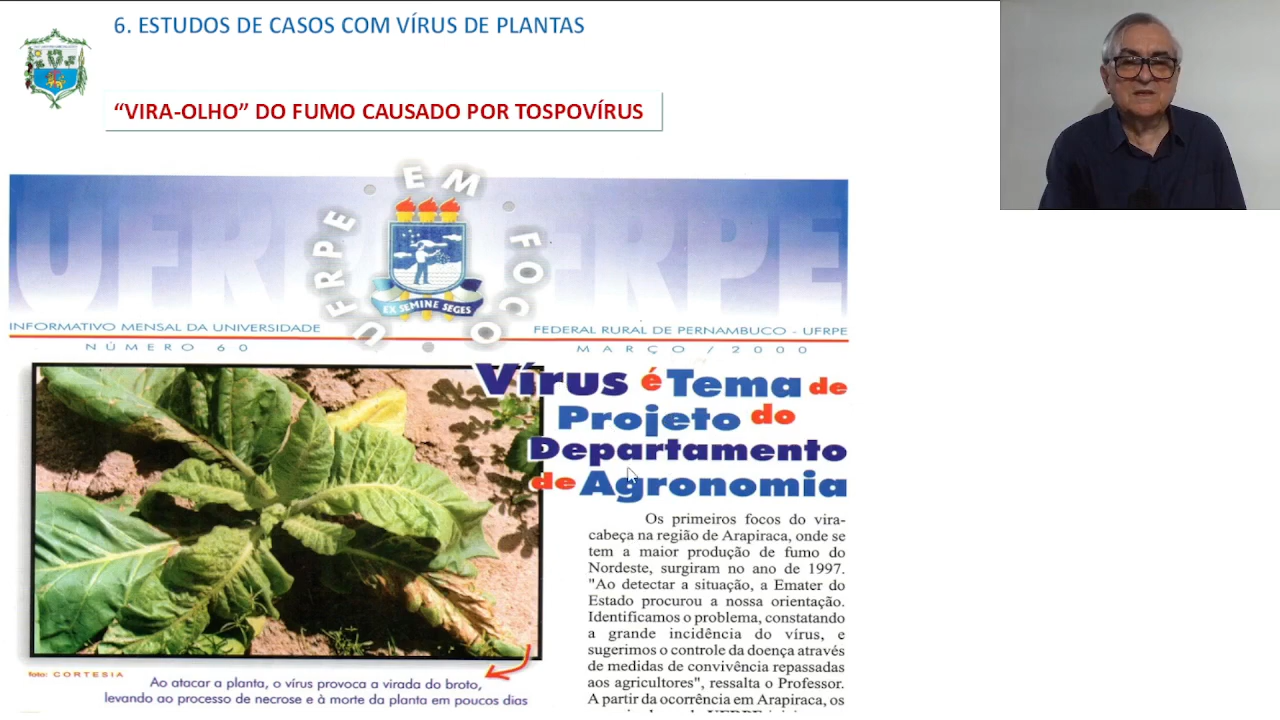 6. ESTUDOS DE CASOS COM VÍRUS DE PLANTAS
“VIRA-OLHO” DO FUMO CAUSADO POR TOSPOVÍRUS
UFRPE UFRPE
UFRPE EM FOCO
EX SEMINE SEGES
INFORMATIVO MENSAL DA UNIVERSIDADE
FEDERAL RURAL DE PERNAMBUCO - UFRPE
NÚMERO 60
MARÇO/2000
Vírus é Tema de
Projeto do
Departamento
de Agronomia
Os primeiros focos do vira-
cabeça na região de Arapiraca, onde se
tem a maior produção de fumo do
Nordeste, surgiram no ano de 1997.
"Ao detectar a situação, a Emater do
Estado procurou a nossa orientação.
Identificamos o problema, constatando
a grande incidência do vírus, e
sugerimos o controle da doença através
de medidas de convivência repassadas
aos agricultores", ressalta o Professor.
A partir da ocorrência em Arapiraca, os
foto: CORTESIA
Ao atacar a planta, o vírus provoca a virada do broto,
levando ao processo de necrose e à morte da planta em poucos dias